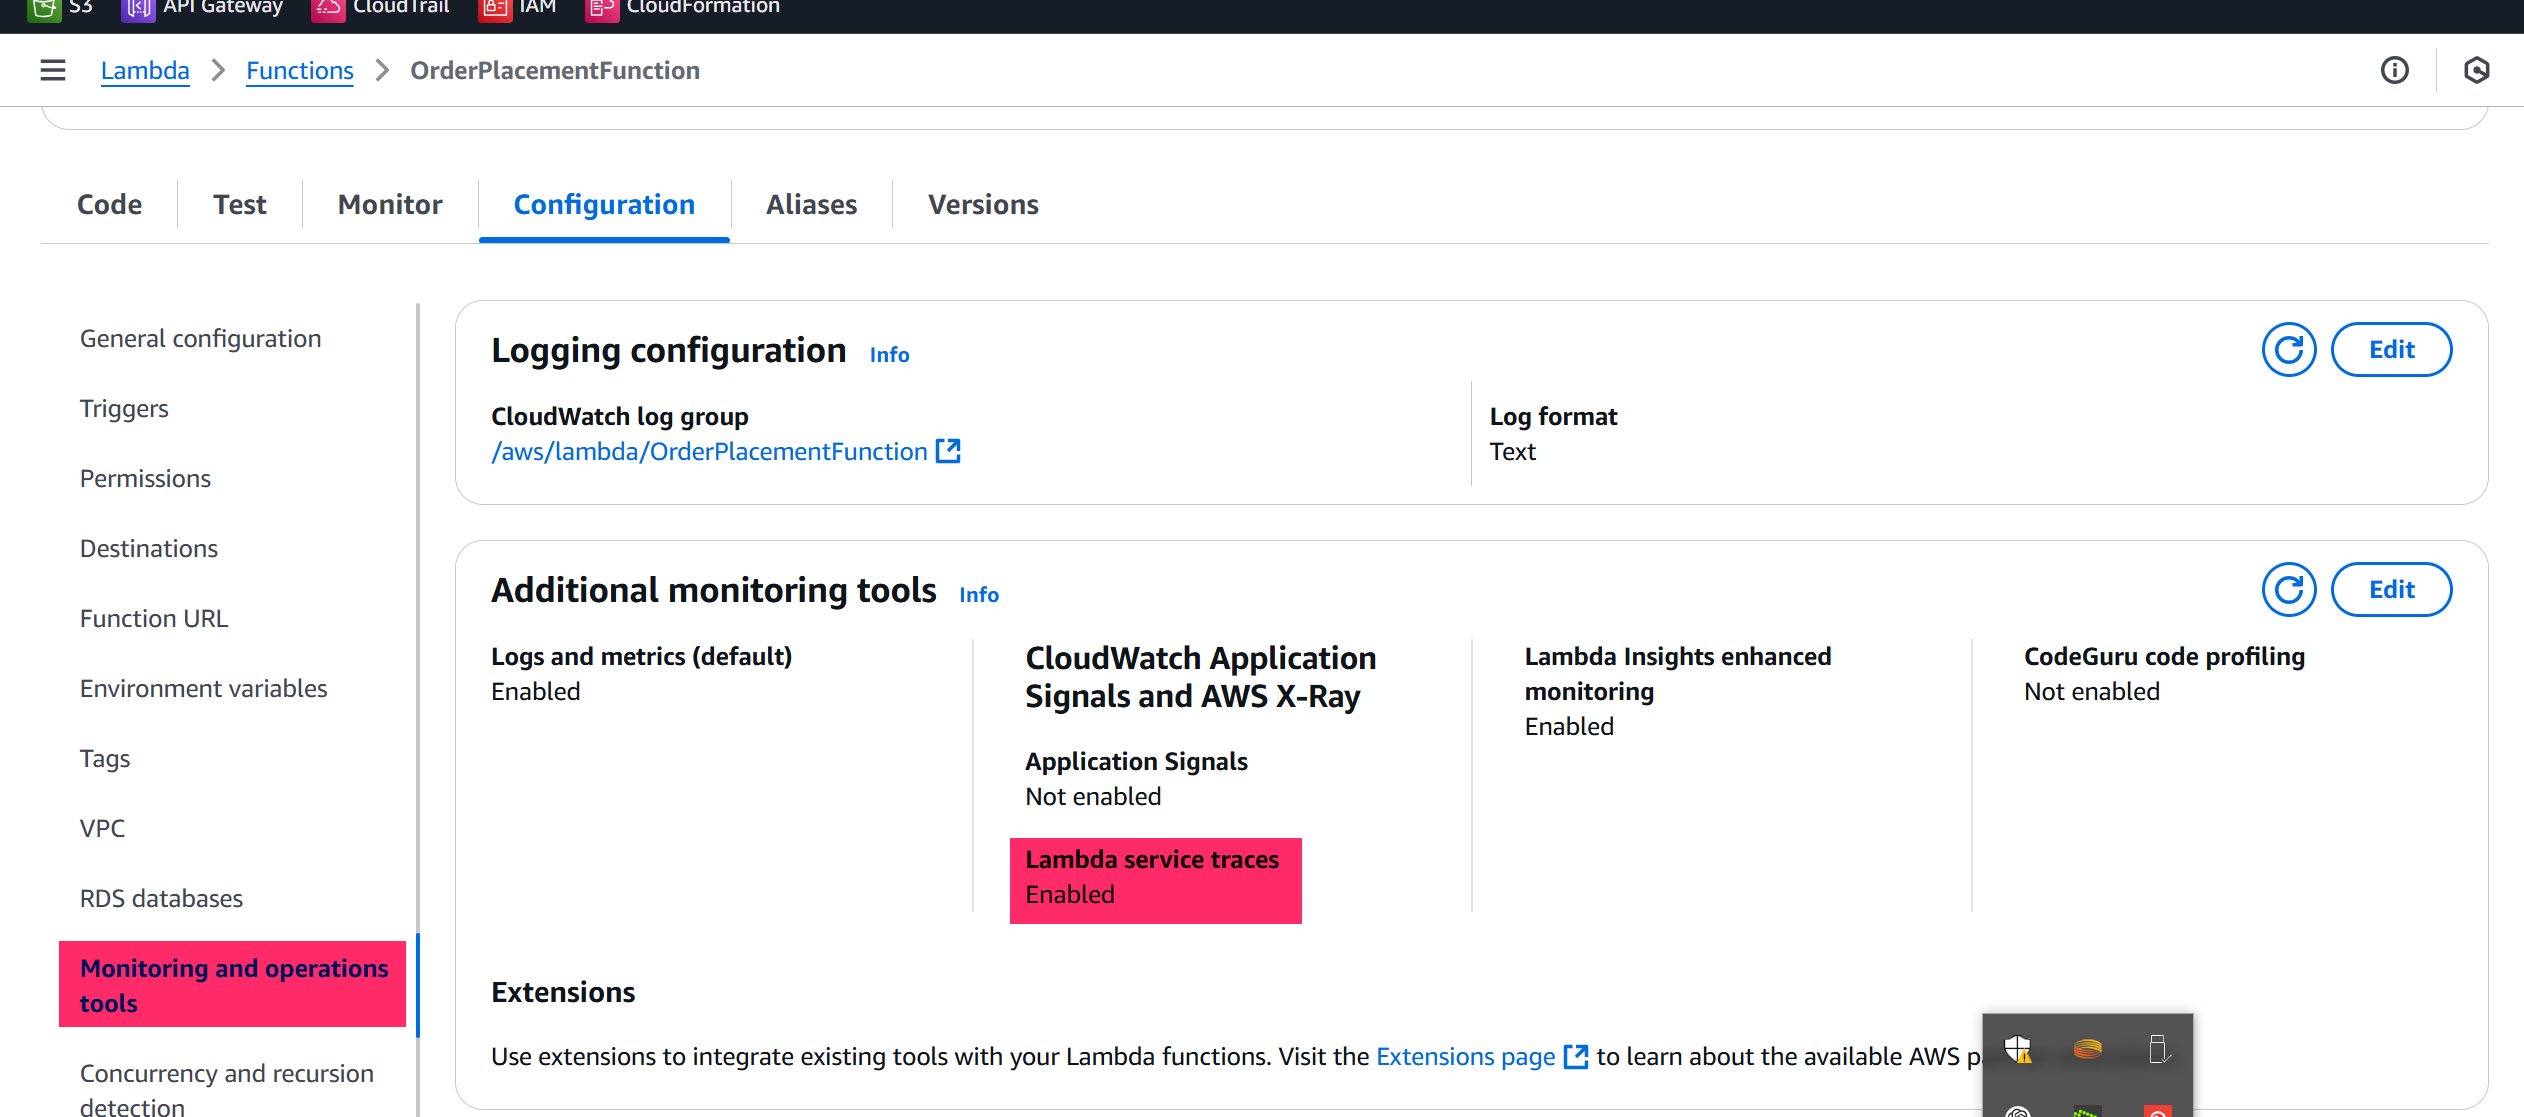 S3 API Gateway CloudTrail IAM CloudFormation
Lambda Functions OrderPlacementFunction
Code Test Monitor Configuration Aliases Versions
General configuration
Triggers
Permissions
Destinations
Function URL
Environment variables
Tags
VPC
RDS databases
Monitoring and operations
tools
Concurrency and recursion
detection
Logging configuration Info
Edit
CloudWatch log group
/aws/lambda/OrderPlacementFunction
Log format
Text
Additional monitoring tools Info
Edit
Logs and metrics (default)
Enabled
CloudWatch Application
Signals and AWS X-Ray
Application Signals
Not enabled
Lambda service traces
Enabled
Lambda Insights enhanced
monitoring
Enabled
CodeGuru code profiling
Not enabled
Extensions
Use extensions to integrate existing tools with your Lambda functions. Visit the Extensions page to learn about the available AWS